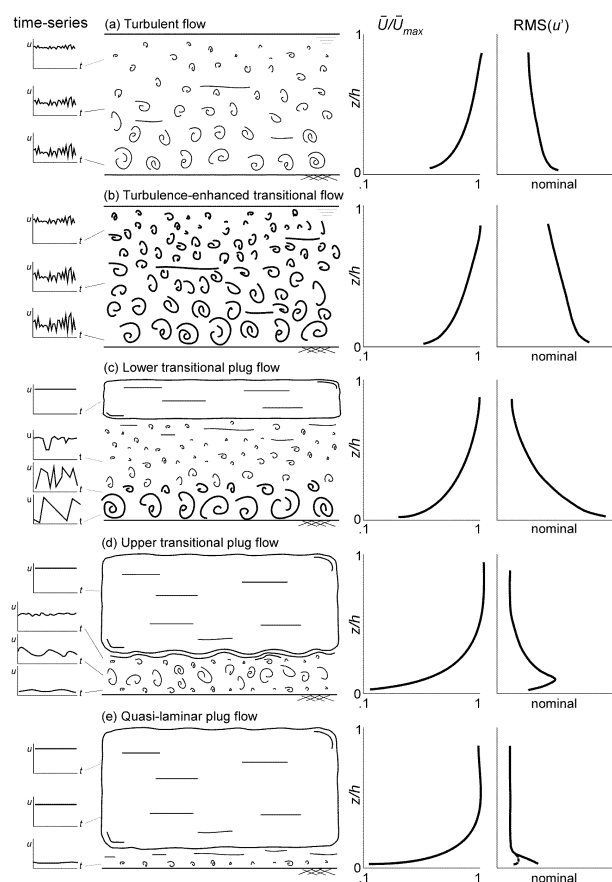 time-series
(a) Turbulent flow
Ū/Ūmax
RMS(u')
u
t
u
t
u
t
1
z/h
0
.1
1
nominal
(b) Turbulence-enhanced transitional flow
u
t
u
t
u
t
1
z/h
0
.1
1
nominal
(c) Lower transitional plug flow
u
t
u
t
u
t
u
t
1
z/h
0
.1
1
nominal
(d) Upper transitional plug flow
u
t
u
t
u
t
u
t
1
z/h
0
.1
1
nominal
(e) Quasi-laminar plug flow
u
t
u
t
u
t
1
z/h
0
.1
1
nominal